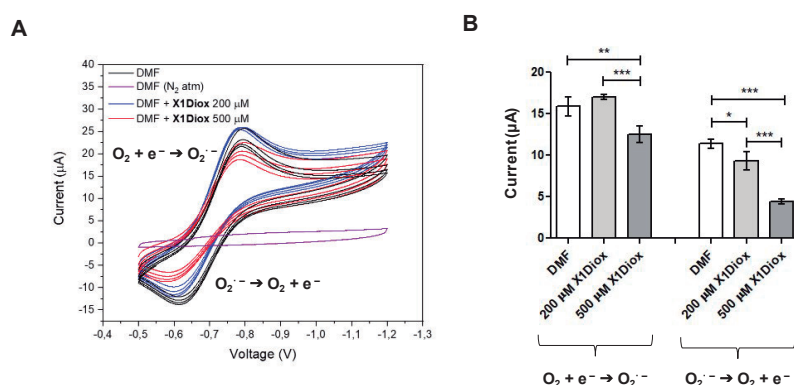 A
DMF
DMF (N₂ atm)
DMF + X1Diox 200 µM
DMF + X1Diox 500 µM
O₂ + e⁻ → O₂˙⁻
O₂˙⁻ → O₂ + e⁻
Current (µA)
40
35
30
25
20
15
10
5
0
-5
-10
-15
-0,4 -0,5 -0,6 -0,7 -0,8 -0,9 -1,0 -1,1 -1,2 -1,3
Voltage (V)
B
Currrent (µA)
20
15
10
5
0
**
***
***
*
***
DMF
200 µM X1Diox
500 µM X1Diox
DMF
200 µM X1Diox
500 µM X1Diox
O₂ + e⁻ → O₂˙⁻
O₂˙⁻ → O₂ + e⁻